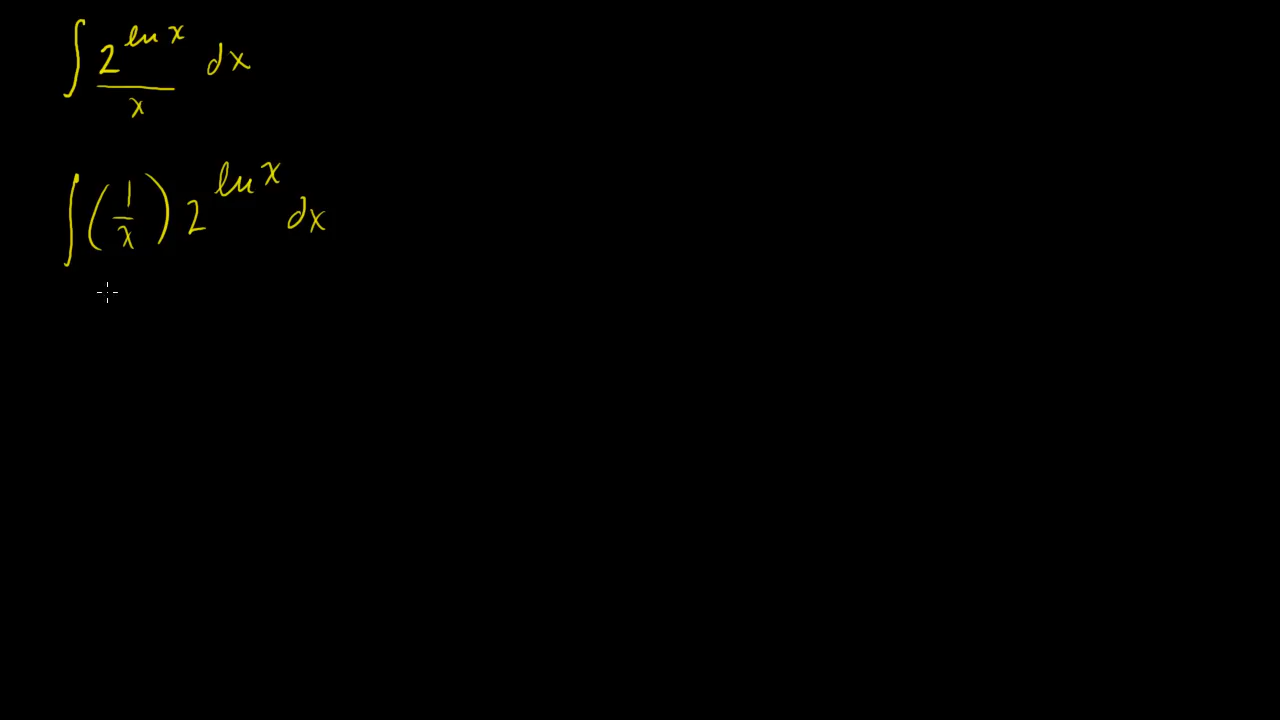 ∫ 2^{ln x}/x dx
∫ (1/x) 2^{ln x} dx